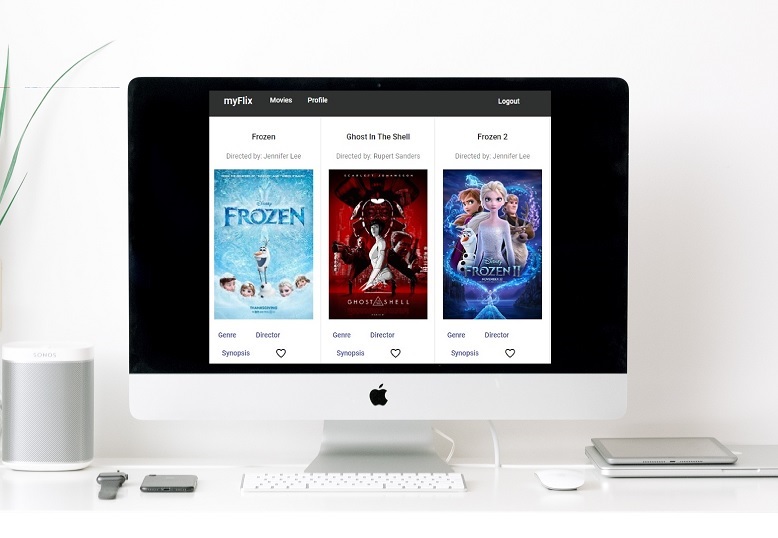 myFlix Movies Profile Logout
Frozen Ghost In The Shell Frozen 2
Directed by: Jennifer Lee Directed by: Rupert Sanders Directed by: Jennifer Lee
SCARLETT JOHANSSON
Disney
FROZEN
Disney
FROZEN II
GHOST SHELL
Genre Director Genre Director Genre Director
Synopsis Synopsis Synopsis
SONOS